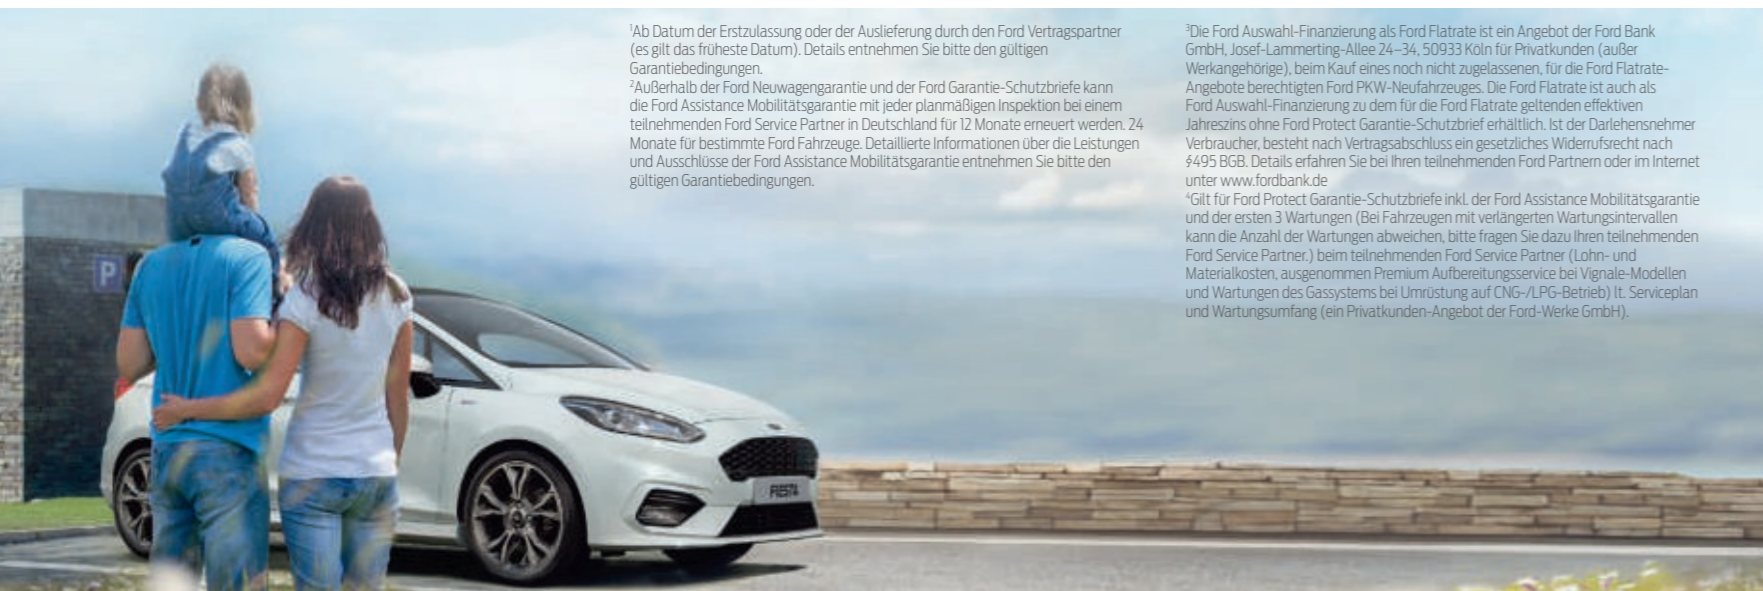 ¹Ab Datum der Erstzulassung oder der Auslieferung durch den Ford Vertragspartner
(es gilt das früheste Datum). Details entnehmen Sie bitte den gültigen
Garantiebedingungen.
²Außerhalb der Ford Neuwagengarantie und der Ford Garantie-Schutzbriefe kann
die Ford Assistance Mobilitätsgarantie mit jeder planmäßigen Inspektion bei einem
teilnehmenden Ford Service Partner in Deutschland für 12 Monate erneuert werden. 24
Monate für bestimmte Ford Fahrzeuge. Detaillierte Informationen über die Leistungen
und Ausschlüsse der Ford Assistance Mobilitätsgarantie entnehmen Sie bitte den
gültigen Garantiebedingungen.
³Die Ford Auswahl-Finanzierung als Ford Flatrate ist ein Angebot der Ford Bank
GmbH, Josef-Lammerting-Allee 24–34, 50933 Köln für Privatkunden (außer
Werkangehörige), beim Kauf eines noch nicht zugelassenen, für die Ford Flatrate-
Angebote berechtigten Ford PKW-Neufahrzeuges. Die Ford Flatrate ist auch als
Ford Auswahl-Finanzierung zu dem für die Ford Flatrate geltenden effektiven
Jahreszins ohne Ford Protect Garantie-Schutzbrief erhältlich. Ist der Darlehensnehmer
Verbraucher, besteht nach Vertragsabschluss ein gesetzliches Widerrufsrecht nach
§495 BGB. Details erfahren Sie bei Ihren teilnehmenden Ford Partnern oder im Internet
unter www.fordbank.de
⁴Gilt für Ford Protect Garantie-Schutzbriefe inkl. der Ford Assistance Mobilitätsgarantie
und der ersten 3 Wartungen (Bei Fahrzeugen mit verlängerten Wartungsintervallen
kann die Anzahl der Wartungen abweichen, bitte fragen Sie dazu Ihren teilnehmenden
Ford Service Partner.) beim teilnehmenden Ford Service Partner (Lohn- und
Materialkosten, ausgenommen Premium Aufbereitungsservice bei Vignale-Modellen
und Wartungen des Gassystems bei Umrüstung auf CNG-/LPG-Betrieb) lt. Serviceplan
und Wartungsumfang (ein Privatkunden-Angebot der Ford-Werke GmbH).
P
FIESTA